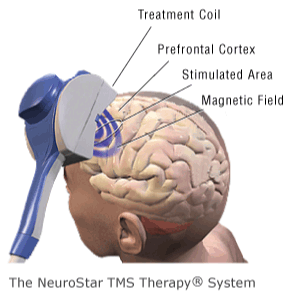 Treatment Coil
Prefrontal Cortex
Stimulated Area
Magnetic Field
The NeuroStar TMS Therapy® System